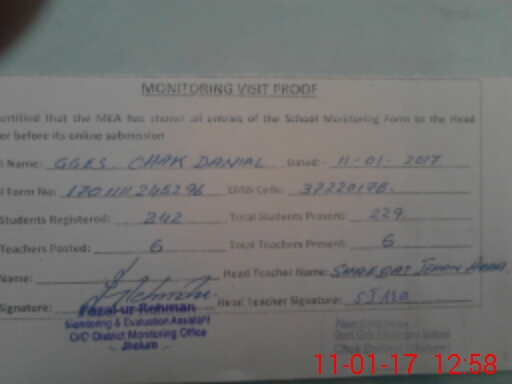 MONITORING VISIT PROOF
ertified that the MEA has shown all entries of the School Monitoring Form to the Head
er before its online submission
l Name: GGES CHAK DANIAL Dated:- 11-01-2017
l Form No: EMIS Code: 37220178.
Students Registered: 242 Total Students Present: 229.
Teachers Posted: 6 Total Teachers Present: 6
Name: Head Teacher Name:
Signature: Head Teacher Signature:
Fazal-ur-Rehman
Monitoring & Evaluation Assistant
O/O District Monitoring Office
Jhelum
11-01-17 12:58